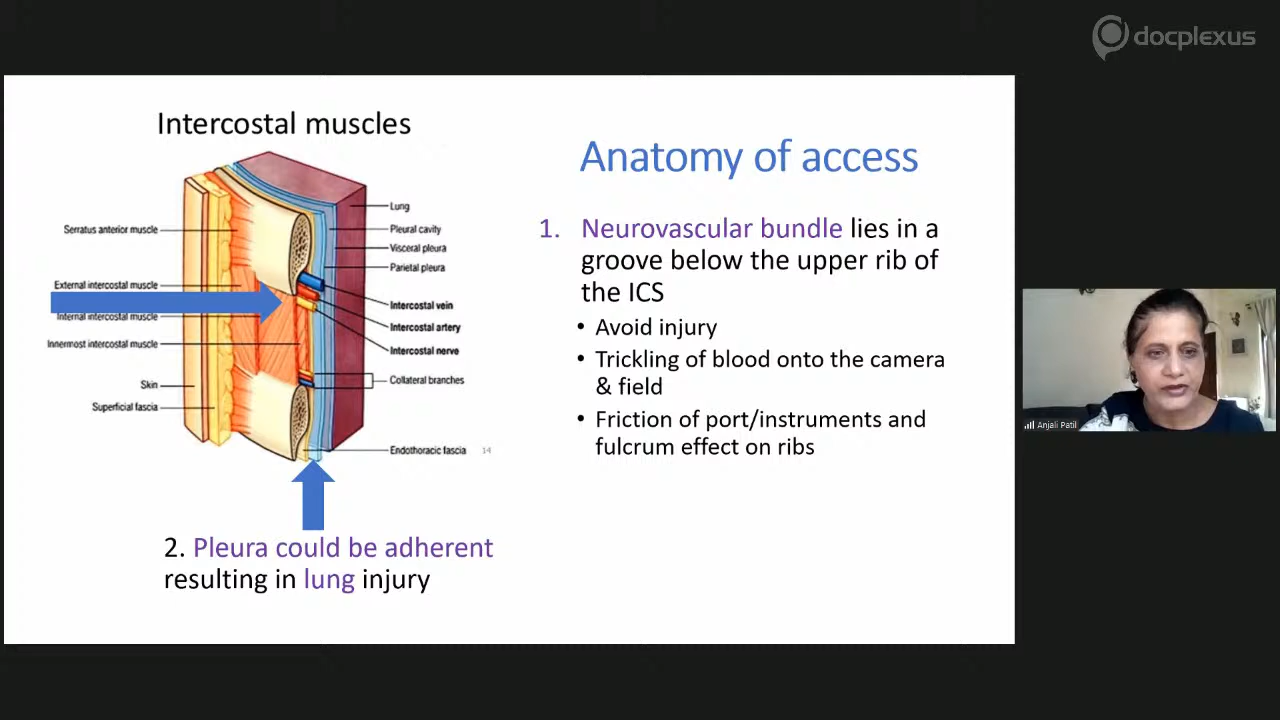 docplexus
Intercostal muscles
Serratus anterior muscle
External intercostal muscle
Internal intercostal muscle
Innermost intercostal muscle
Skin
Superficial fascia
Lung
Pleural cavity
Visceral pleura
Parietal pleura
Intercostal vein
Intercostal artery
Intercostal nerve
Collateral branches
Endothoracic fascia
14
2. Pleura could be adherent
resulting in lung injury
Anatomy of access
1. Neurovascular bundle lies in a
groove below the upper rib of
the ICS
• Avoid injury
• Trickling of blood onto the camera
& field
• Friction of port/instruments and
fulcrum effect on ribs
Anjali Patil